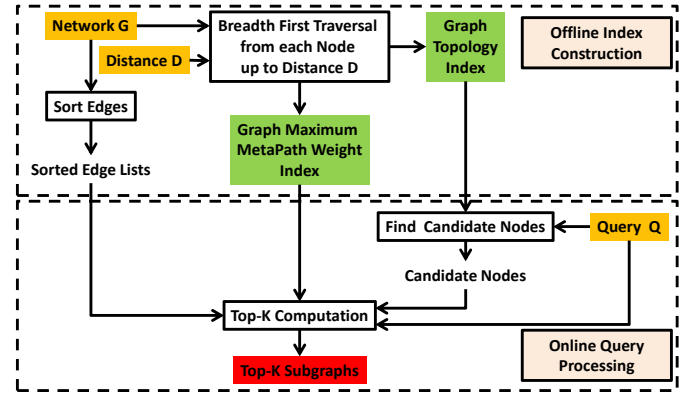 Network G
Distance D
Breadth First Traversal
from each Node
up to Distance D
Graph
Topology
Index
Offline Index
Construction
Sort Edges
Sorted Edge Lists
Graph Maximum
MetaPath Weight
Index
Find Candidate Nodes
Query Q
Candidate Nodes
Top-K Computation
Top-K Subgraphs
Online Query
Processing